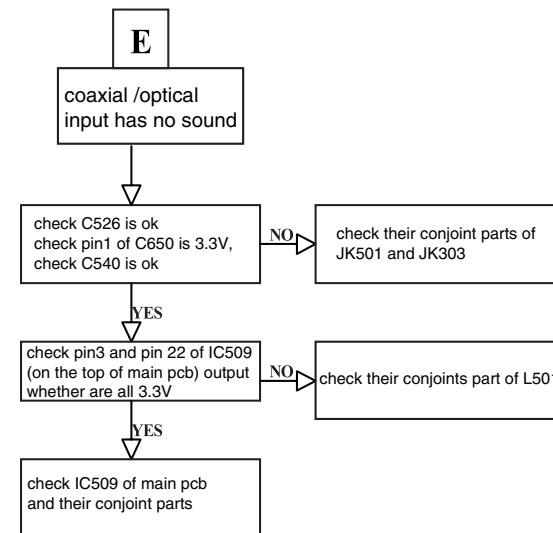 E
coaxial /optical
input has no sound
check C526 is ok
check pin1 of C650 is 3.3V,
check C540 is ok
NO
check their conjoint parts of
JK501 and JK303
YES
check pin3 and pin 22 of IC509
(on the top of main pcb) output
whether are all 3.3V
NO
check their conjoints part of L501
YES
check IC509 of main pcb
and their conjoint parts